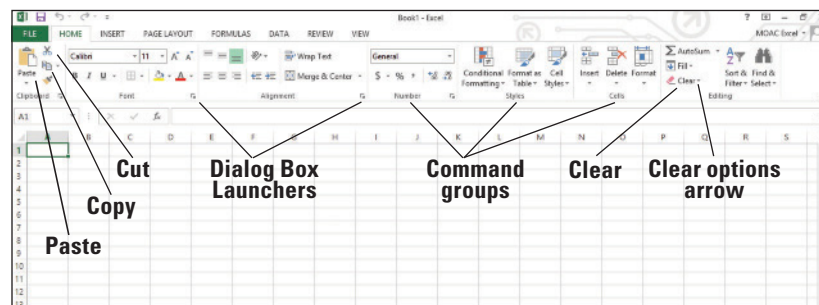 Book1 - Excel
FILE HOME INSERT PAGE LAYOUT FORMULAS DATA REVIEW VIEW MOAC Excel
Calibri 11 Wrap Text General AutoSum
Fill
Paste B I U Merge & Center $ % Conditional Format as Cell Insert Delete Format Clear Sort & Find &
Formatting Table Styles Filter Select
Clipboard Font Alignment Number Styles Cells Editing
A1 fx
A B C D E F G H I J K L M N O P Q R S
1
2
3
4
5
6
7
8
9
10
11
12
13
Cut
Copy
Paste
Dialog Box
Launchers
Command
groups
Clear
Clear options
arrow